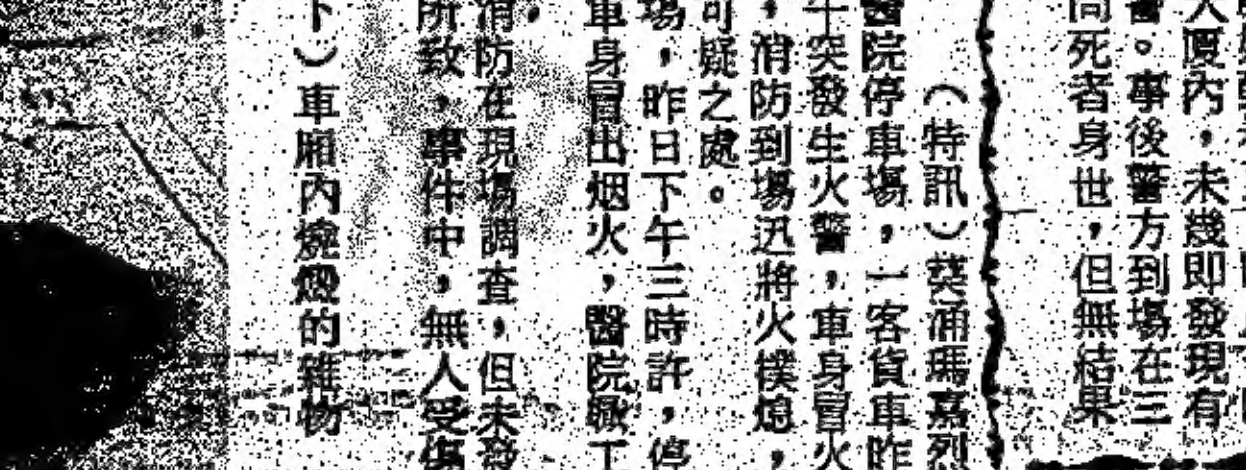 大廈內，未幾即發現有
警。事後警方到場在三
問死者身世，但無結果
（特訊）葵涌瑪嘉烈
醫院停車場，一客貨車昨
午突發生火警，車身冒火
，消防到場迅將火撲熄，
可疑之處。
場，昨日下午三時許，停
車身冒出烟火，醫院職工
消防在現場調查，但未發
所致，事件中，無人受傷
下）車廂內燒燬的雜物